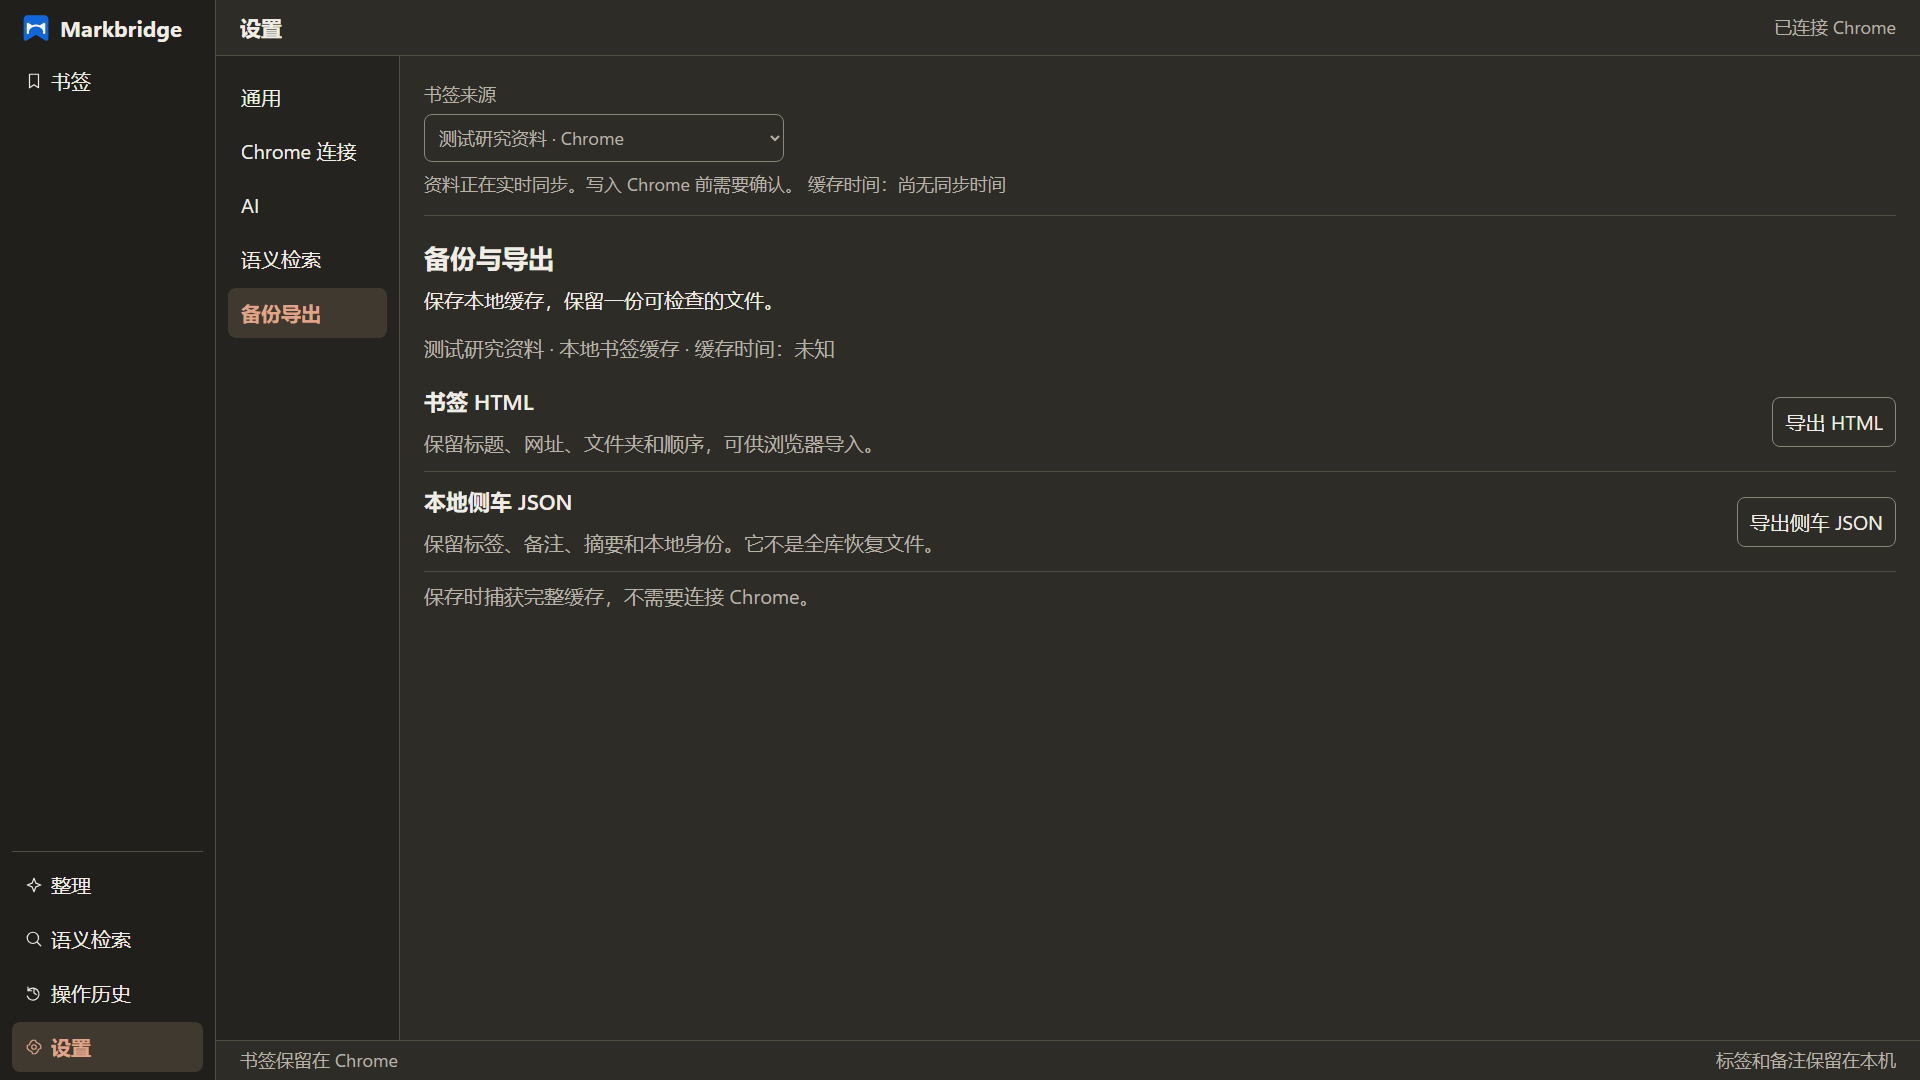 Markbridge
书签
整理
语义检索
操作历史
设置
设置
已连接 Chrome
通用
Chrome 连接
AI
语义检索
备份导出
书签来源
测试研究资料 · Chrome
资料正在实时同步。写入 Chrome 前需要确认。 缓存时间：尚无同步时间
备份与导出
保存本地缓存，保留一份可检查的文件。
测试研究资料 · 本地书签缓存 · 缓存时间：未知
书签 HTML
保留标题、网址、文件夹和顺序，可供浏览器导入。
导出 HTML
本地侧车 JSON
保留标签、备注、摘要和本地身份。它不是全库恢复文件。
导出侧车 JSON
保存时捕获完整缓存，不需要连接 Chrome。
书签保留在 Chrome
标签和备注保留在本机